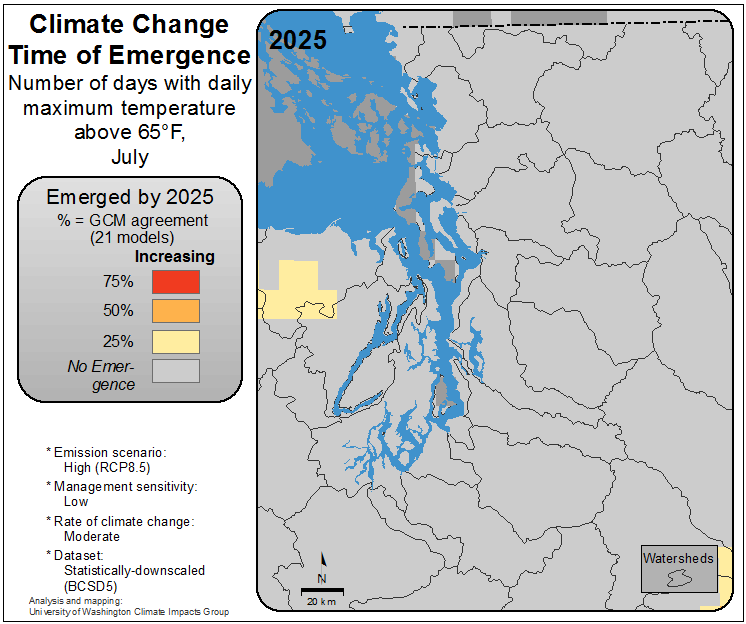 Climate Change
Time of Emergence
Number of days with daily
maximum temperature
above 65°F,
July
Emerged by 2025
% = GCM agreement
(21 models)
Increasing
75%
50%
25%
No Emer-
gence
* Emission scenario:
High (RCP8.5)
* Management sensitivity:
Low
* Rate of climate change:
Moderate
* Dataset:
Statistically-downscaled
(BCSD5)
Analysis and mapping:
University of Washington Climate Impacts Group
2025
N
20 km
Watersheds